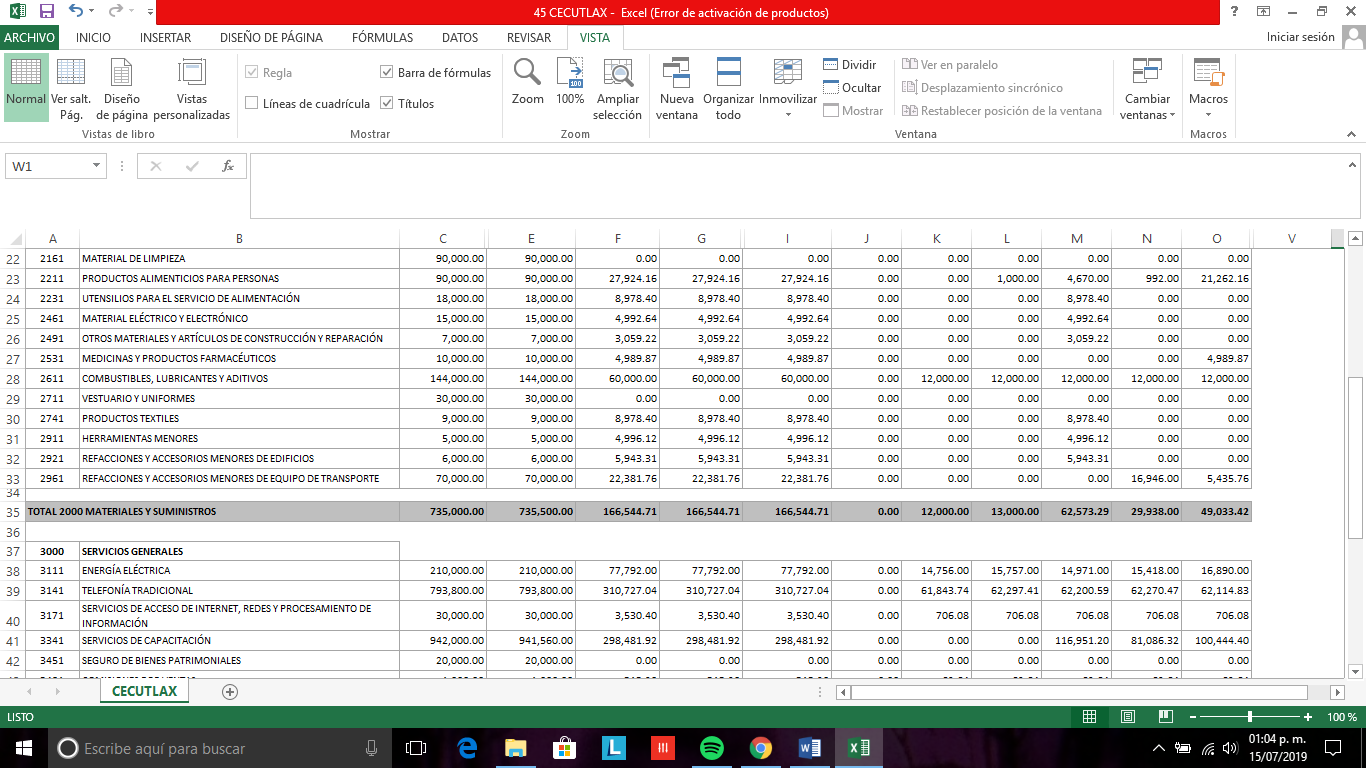 45 CECUTLAX - Excel (Error de activación de productos)
ARCHIVO INICIO INSERTAR DISEÑO DE PÁGINA FÓRMULAS DATOS REVISAR VISTA Iniciar sesión
Normal Ver salt. Pág. Diseño de página Vistas personalizadas
Vistas de libro
Regla Barra de fórmulas
Líneas de cuadrícula Títulos
Mostrar
Zoom 100% Ampliar selección
Zoom
Nueva ventana Organizar todo Inmovilizar
Dividir
Ocultar
Mostrar
Ver en paralelo
Desplazamiento sincrónico
Restablecer posición de la ventana
Cambiar ventanas
Ventana
Macros
Macros
W1 fx
A B C E F G I J K L M N O V
22 2161 MATERIAL DE LIMPIEZA 90,000.00 90,000.00 0.00 0.00 0.00 0.00 0.00 0.00 0.00 0.00 0.00
23 2211 PRODUCTOS ALIMENTICIOS PARA PERSONAS 90,000.00 90,000.00 27,924.16 27,924.16 27,924.16 0.00 0.00 1,000.00 4,670.00 992.00 21,262.16
24 2231 UTENSILIOS PARA EL SERVICIO DE ALIMENTACIÓN 18,000.00 18,000.00 8,978.40 8,978.40 8,978.40 0.00 0.00 0.00 8,978.40 0.00 0.00
25 2461 MATERIAL ELÉCTRICO Y ELECTRÓNICO 15,000.00 15,000.00 4,992.64 4,992.64 4,992.64 0.00 0.00 0.00 4,992.64 0.00 0.00
26 2491 OTROS MATERIALES Y ARTÍCULOS DE CONSTRUCCIÓN Y REPARACIÓN 7,000.00 7,000.00 3,059.22 3,059.22 3,059.22 0.00 0.00 0.00 3,059.22 0.00 0.00
27 2531 MEDICINAS Y PRODUCTOS FARMACÉUTICOS 10,000.00 10,000.00 4,989.87 4,989.87 4,989.87 0.00 0.00 0.00 0.00 0.00 4,989.87
28 2611 COMBUSTIBLES, LUBRICANTES Y ADITIVOS 144,000.00 144,000.00 60,000.00 60,000.00 60,000.00 0.00 12,000.00 12,000.00 12,000.00 12,000.00 12,000.00
29 2711 VESTUARIO Y UNIFORMES 30,000.00 30,000.00 0.00 0.00 0.00 0.00 0.00 0.00 0.00 0.00 0.00
30 2741 PRODUCTOS TEXTILES 9,000.00 9,000.00 8,978.40 8,978.40 8,978.40 0.00 0.00 0.00 8,978.40 0.00 0.00
31 2911 HERRAMIENTAS MENORES 5,000.00 5,000.00 4,996.12 4,996.12 4,996.12 0.00 0.00 0.00 4,996.12 0.00 0.00
32 2921 REFACCIONES Y ACCESORIOS MENORES DE EDIFICIOS 6,000.00 6,000.00 5,943.31 5,943.31 5,943.31 0.00 0.00 0.00 5,943.31 0.00 0.00
33 2961 REFACCIONES Y ACCESORIOS MENORES DE EQUIPO DE TRANSPORTE 70,000.00 70,000.00 22,381.76 22,381.76 22,381.76 0.00 0.00 0.00 0.00 16,946.00 5,435.76
34
35 TOTAL 2000 MATERIALES Y SUMINISTROS 735,000.00 735,500.00 166,544.71 166,544.71 166,544.71 0.00 12,000.00 13,000.00 62,573.29 29,938.00 49,033.42
36
37 3000 SERVICIOS GENERALES
38 3111 ENERGÍA ELÉCTRICA 210,000.00 210,000.00 77,792.00 77,792.00 77,792.00 0.00 14,756.00 15,757.00 14,971.00 15,418.00 16,890.00
39 3141 TELEFONÍA TRADICIONAL 793,800.00 793,800.00 310,727.04 310,727.04 310,727.04 0.00 61,843.74 62,297.41 62,200.59 62,270.47 62,114.83
SERVICIOS DE ACCESO DE INTERNET, REDES Y PROCESAMIENTO DE
40 3171 INFORMACIÓN 30,000.00 30,000.00 3,530.40 3,530.40 3,530.40 0.00 706.08 706.08 706.08 706.08 706.08
41 3341 SERVICIOS DE CAPACITACIÓN 942,000.00 941,560.00 298,481.92 298,481.92 298,481.92 0.00 0.00 0.00 116,951.20 81,086.32 100,444.40
42 3451 SEGURO DE BIENES PATRIMONIALES 20,000.00 20,000.00 0.00 0.00 0.00 0.00 0.00 0.00 0.00 0.00 0.00
CECUTLAX
LISTO 100 %
Escribe aquí para buscar
01:04 p. m.
15/07/2019